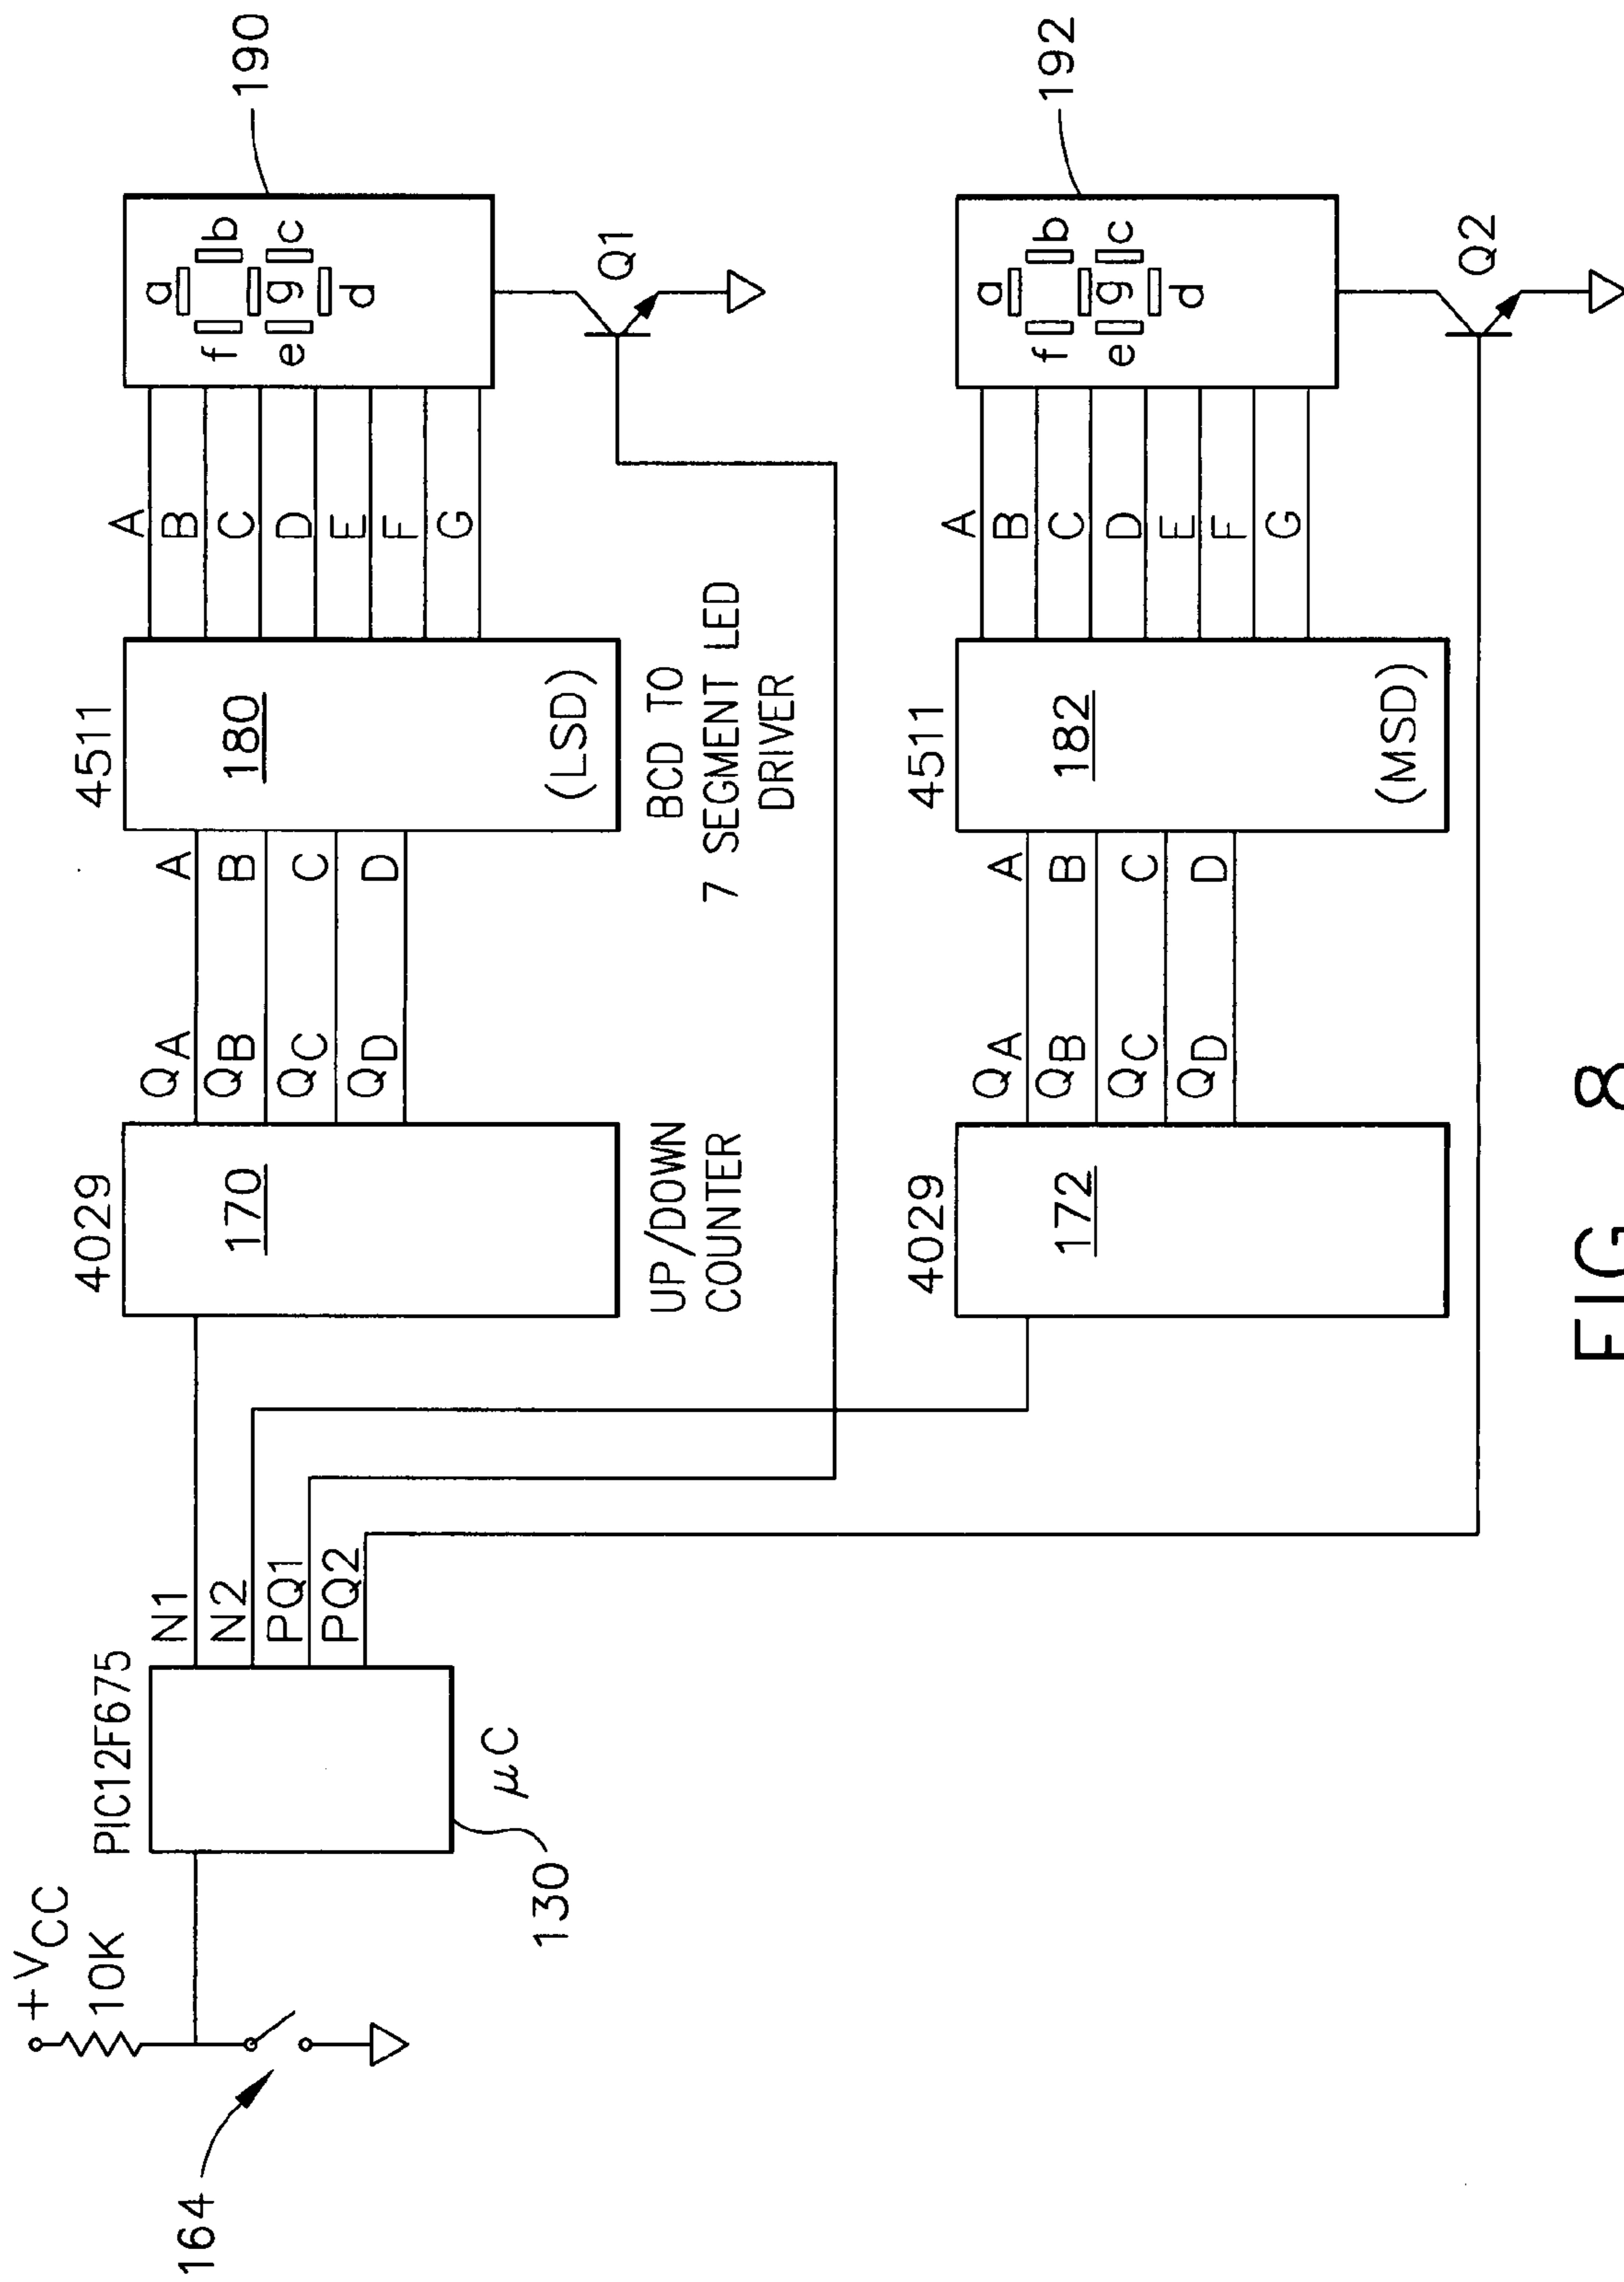 +VCC
10K
164
PIC12F675
130
μC
N1
N2
PQ1
PQ2
4029
170
UP/DOWN
COUNTER
QA
QB
QC
QD
A
B
C
D
4511
180
(LSD)
BCD TO
7 SEGMENT LED
DRIVER
A
B
C
D
E
F
G
a
f
b
g
e
c
d
190
Q1
4029
172
QA
QB
QC
QD
A
B
C
D
4511
182
(MSD)
A
B
C
D
E
F
G
a
f
b
g
e
c
d
192
Q2
FIG. 8